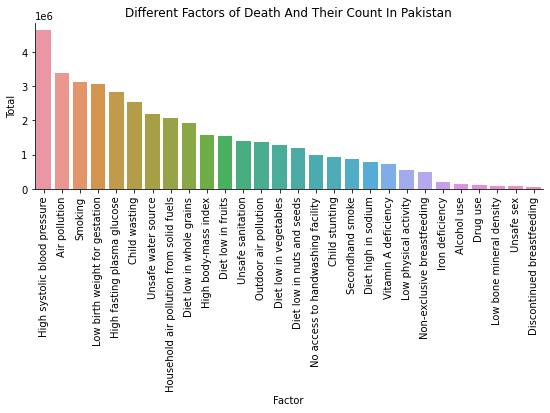 Different Factors of Death And Their Count In Pakistan
1e6
Total
4
3
2
1
0
High systolic blood pressure
Air pollution
Smoking
Low birth weight for gestation
High fasting plasma glucose
Child wasting
Unsafe water source
Household air pollution from solid fuels
Diet low in whole grains
High body-mass index
Diet low in fruits
Unsafe sanitation
Outdoor air pollution
Diet low in vegetables
Diet low in nuts and seeds
No access to handwashing facility
Child stunting
Secondhand smoke
Diet high in sodium
Vitamin A deficiency
Low physical activity
Non-exclusive breastfeeding
Iron deficiency
Alcohol use
Drug use
Low bone mineral density
Unsafe sex
Discontinued breastfeeding
Factor